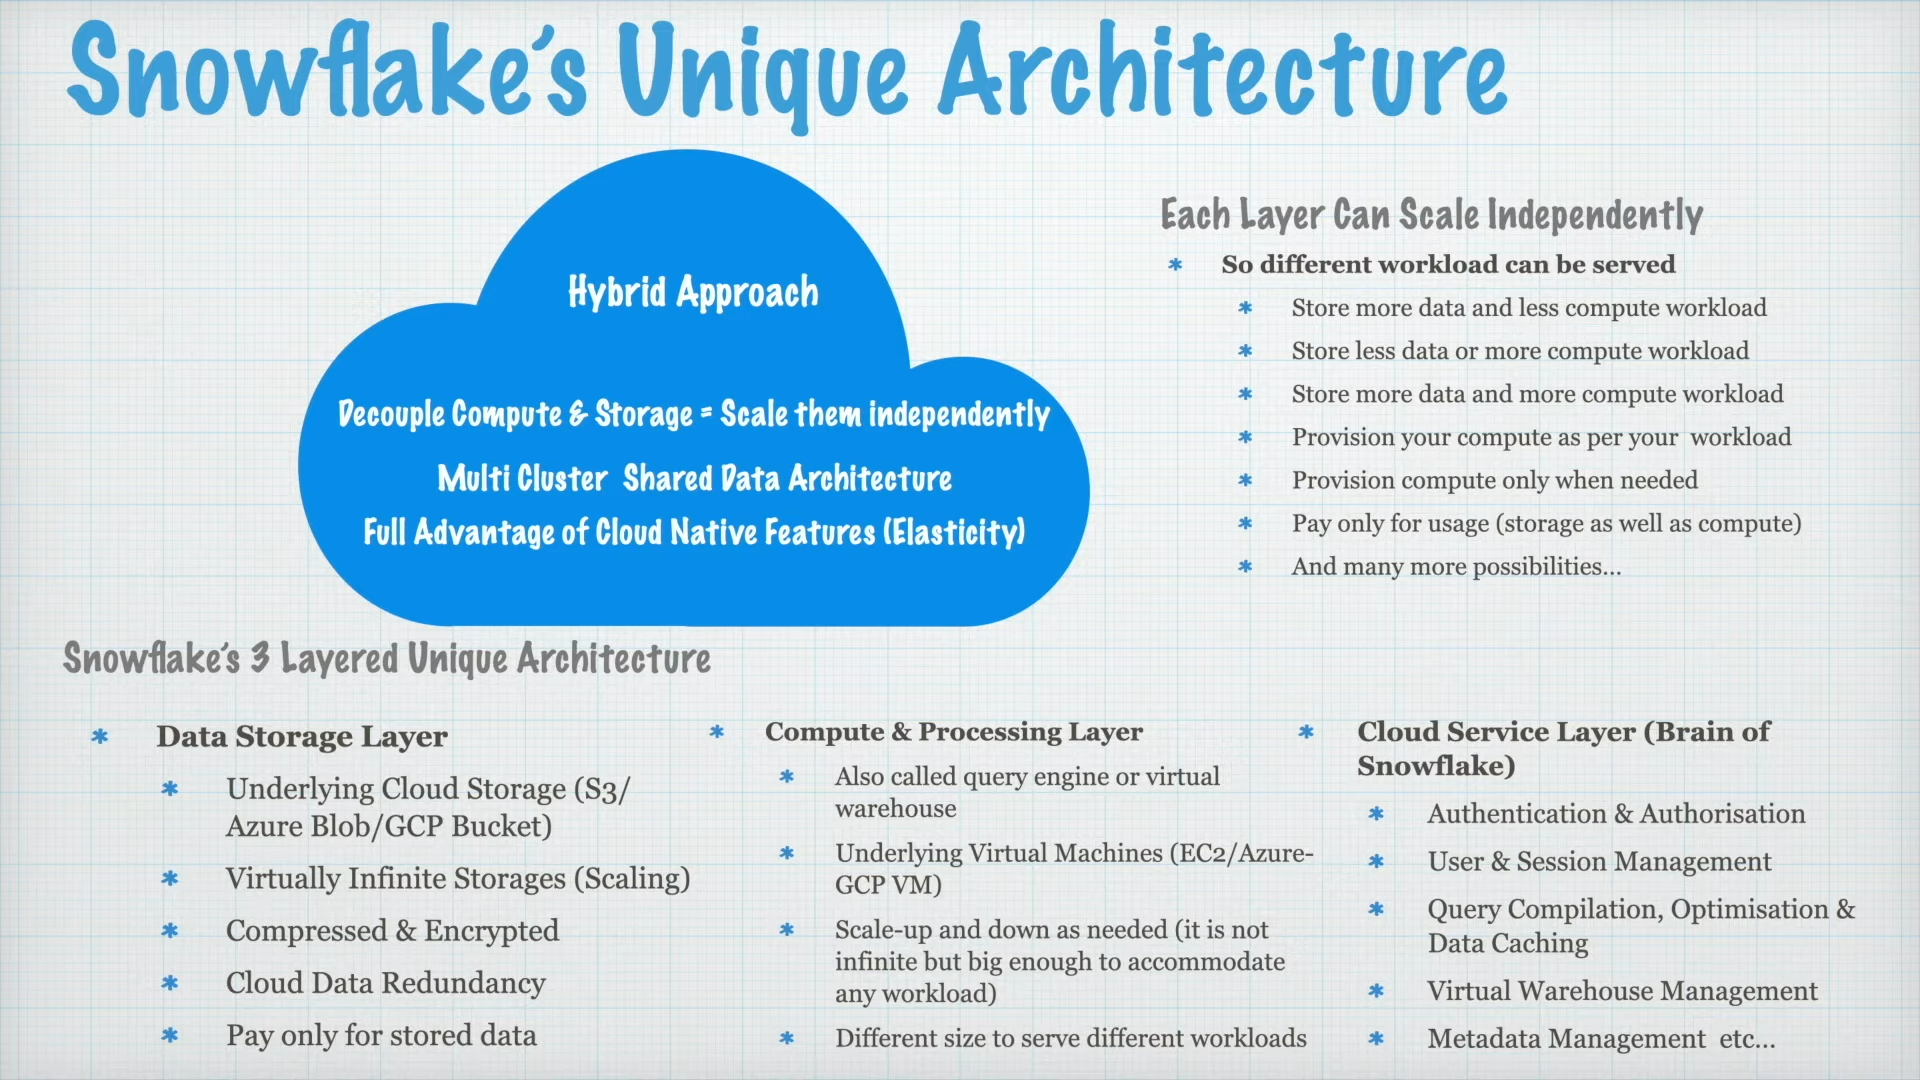 Snowflake's Unique Architecture
Hybrid Approach
Decouple Compute & Storage = Scale them independently
Multi Cluster Shared Data Architecture
Full Advantage of Cloud Native Features (Elasticity)
Each Layer Can Scale Independently
* So different workload can be served
* Store more data and less compute workload
* Store less data or more compute workload
* Store more data and more compute workload
* Provision your compute as per your workload
* Provision compute only when needed
* Pay only for usage (storage as well as compute)
* And many more possibilities...
Snowflake's 3 Layered Unique Architecture
* Data Storage Layer
* Underlying Cloud Storage (S3/
Azure Blob/GCP Bucket)
* Virtually Infinite Storages (Scaling)
* Compressed & Encrypted
* Cloud Data Redundancy
* Pay only for stored data
* Compute & Processing Layer
* Also called query engine or virtual
warehouse
* Underlying Virtual Machines (EC2/Azure-
GCP VM)
* Scale-up and down as needed (it is not
infinite but big enough to accommodate
any workload)
* Different size to serve different workloads
* Cloud Service Layer (Brain of
Snowflake)
* Authentication & Authorisation
* User & Session Management
* Query Compilation, Optimisation &
Data Caching
* Virtual Warehouse Management
* Metadata Management etc...